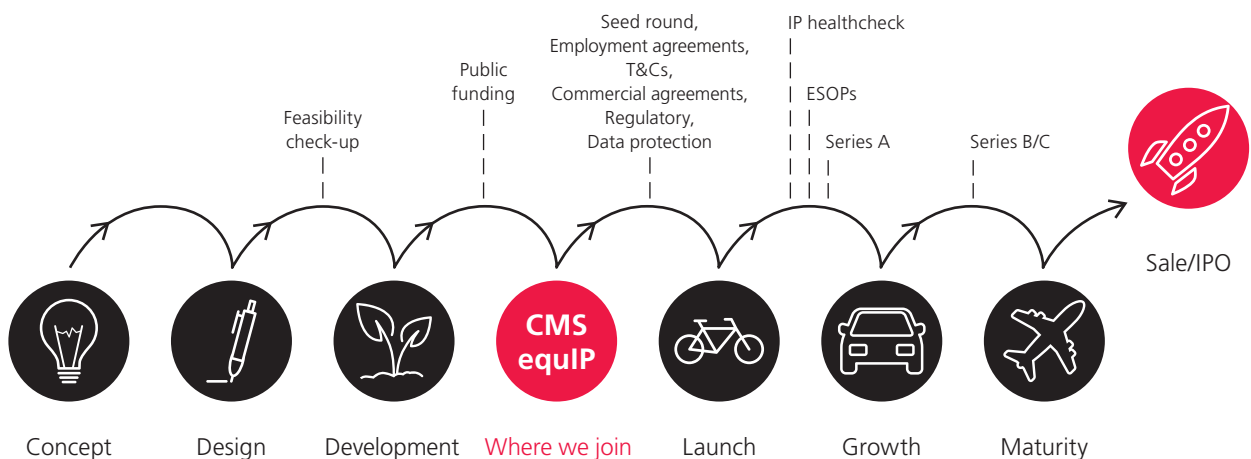 Seed round,
Employment agreements,
T&Cs,
Commercial agreements,
Regulatory,
Data protection
IP healthcheck
Public
funding
ESOPs
Feasibility
check-up
Series A
Series B/C
Sale/IPO
CMS
equIP
Concept
Design
Development
Where we join
Launch
Growth
Maturity